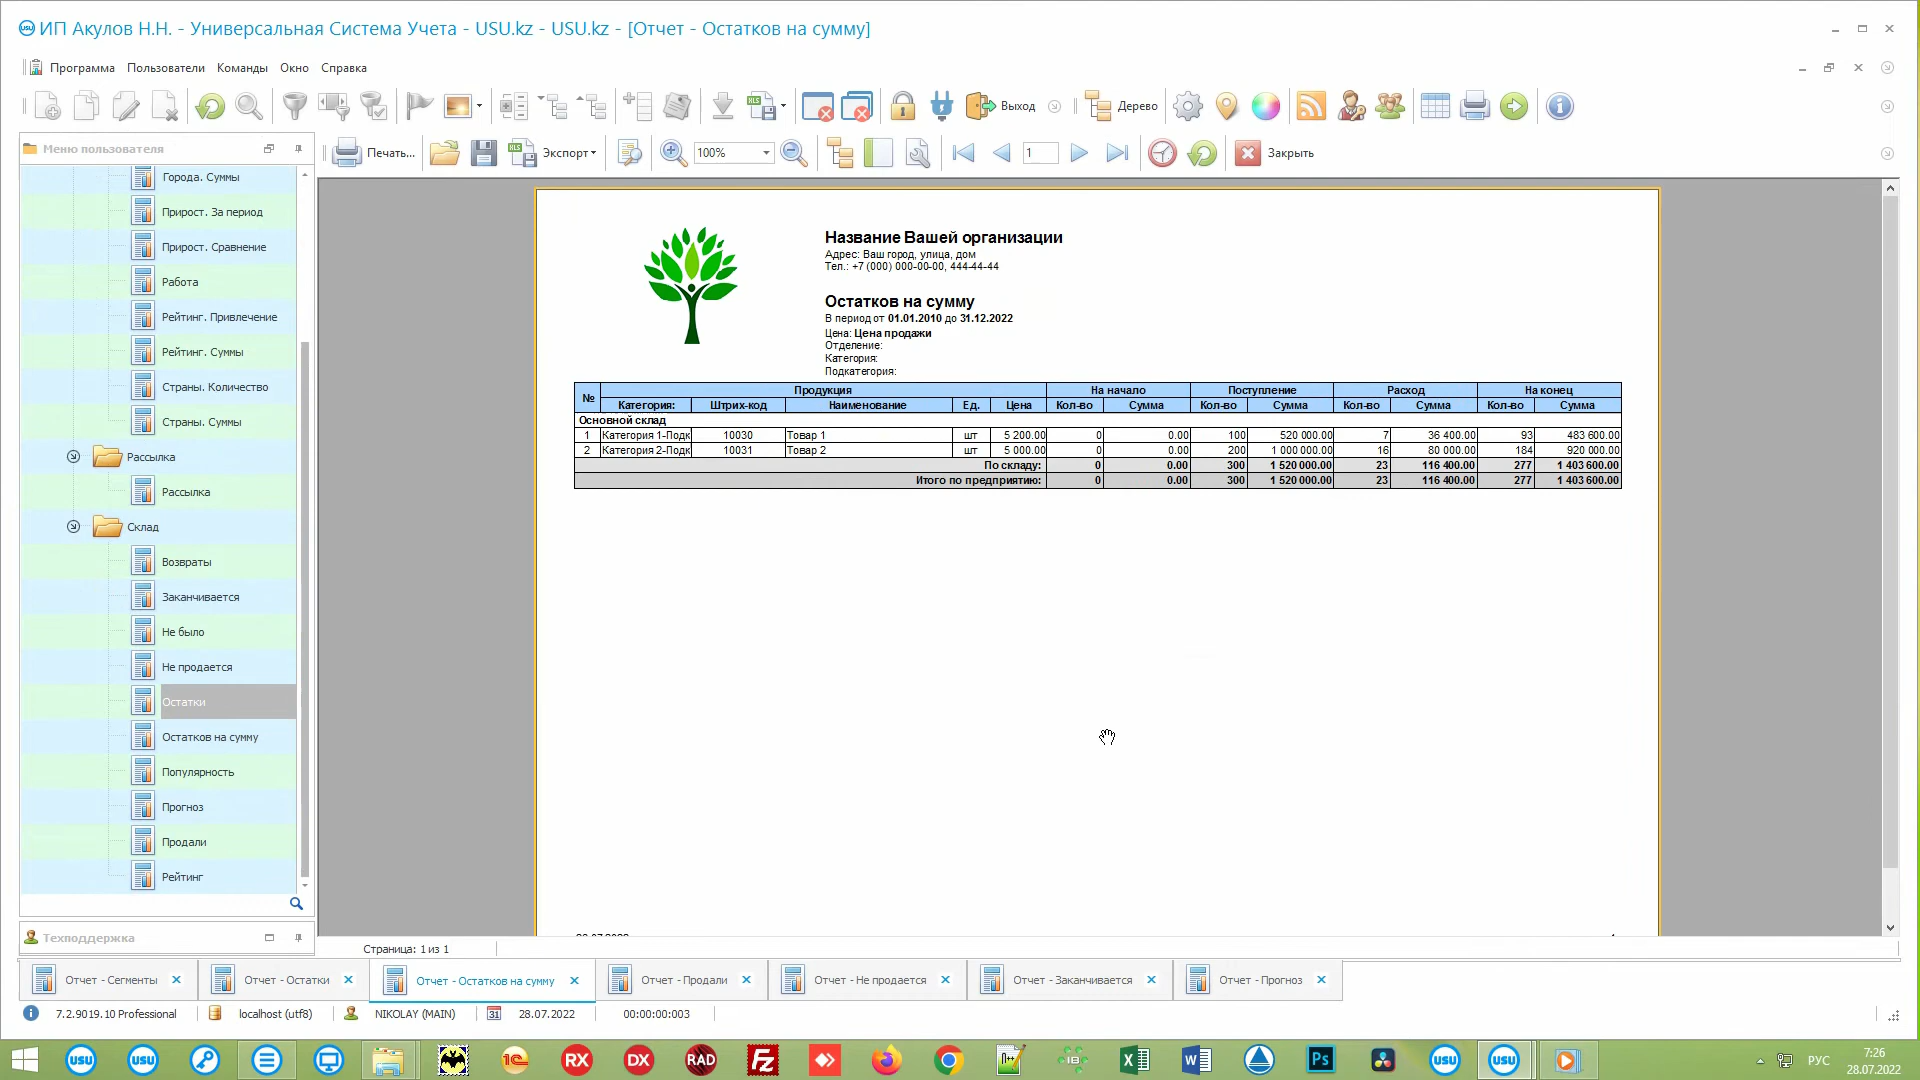 ИП Акулов Н.Н. - Универсальная Система Учета - USU.kz - USU.kz - [Отчет - Остатков на сумму]
Программа Пользователи Команды Окно Справка
Выход Дерево
Меню пользователя
Печать... Экспорт 100% 1 Закрыть
Города. Суммы
Прирост. За период
Прирост. Сравнение
Работа
Рейтинг. Привлечение
Рейтинг. Суммы
Страны. Количество
Страны. Суммы
Рассылка
Рассылка
Склад
Возвраты
Заканчивается
Не было
Не продается
Остатки
Остатков на сумму
Популярность
Прогноз
Продали
Рейтинг
Техподдержка
Название Вашей организации
Адрес: Ваш город, улица, дом
Тел.: +7 (000) 000-00-00, 444-44-44
Остатков на сумму
В период от 01.01.2010 до 31.12.2022
Цена: Цена продажи
Отделение:
Категория:
Подкатегория:
№ Продукция На начало Поступление Расход На конец
Категория: Штрих-код Наименование Ед. Цена Кол-во Сумма Кол-во Сумма Кол-во Сумма Кол-во Сумма
Основной склад
1 Категория 1-Подк 10030 Товар 1 шт 5 200.00 0 0.00 100 520 000.00 7 36 400.00 93 483 600.00
2 Категория 2-Подк 10031 Товар 2 шт 5 000.00 0 0.00 200 1 000 000.00 16 80 000.00 184 920 000.00
По складу: 0 0.00 300 1 520 000.00 23 116 400.00 277 1 403 600.00
Итого по предприятию: 0 0.00 300 1 520 000.00 23 116 400.00 277 1 403 600.00
Страница: 1 из 1
Отчет - Сегменты Отчет - Остатки Отчет - Остатков на сумму Отчет - Продали Отчет - Не продается Отчет - Заканчивается Отчет - Прогноз
7.2.9019.10 Professional localhost (utf8) NIKOLAY (MAIN) 31 28.07.2022 00:00:00:003
USU USU 1С RX DX RAD FZ Ps USU USU РУС 7:26
28.07.2022